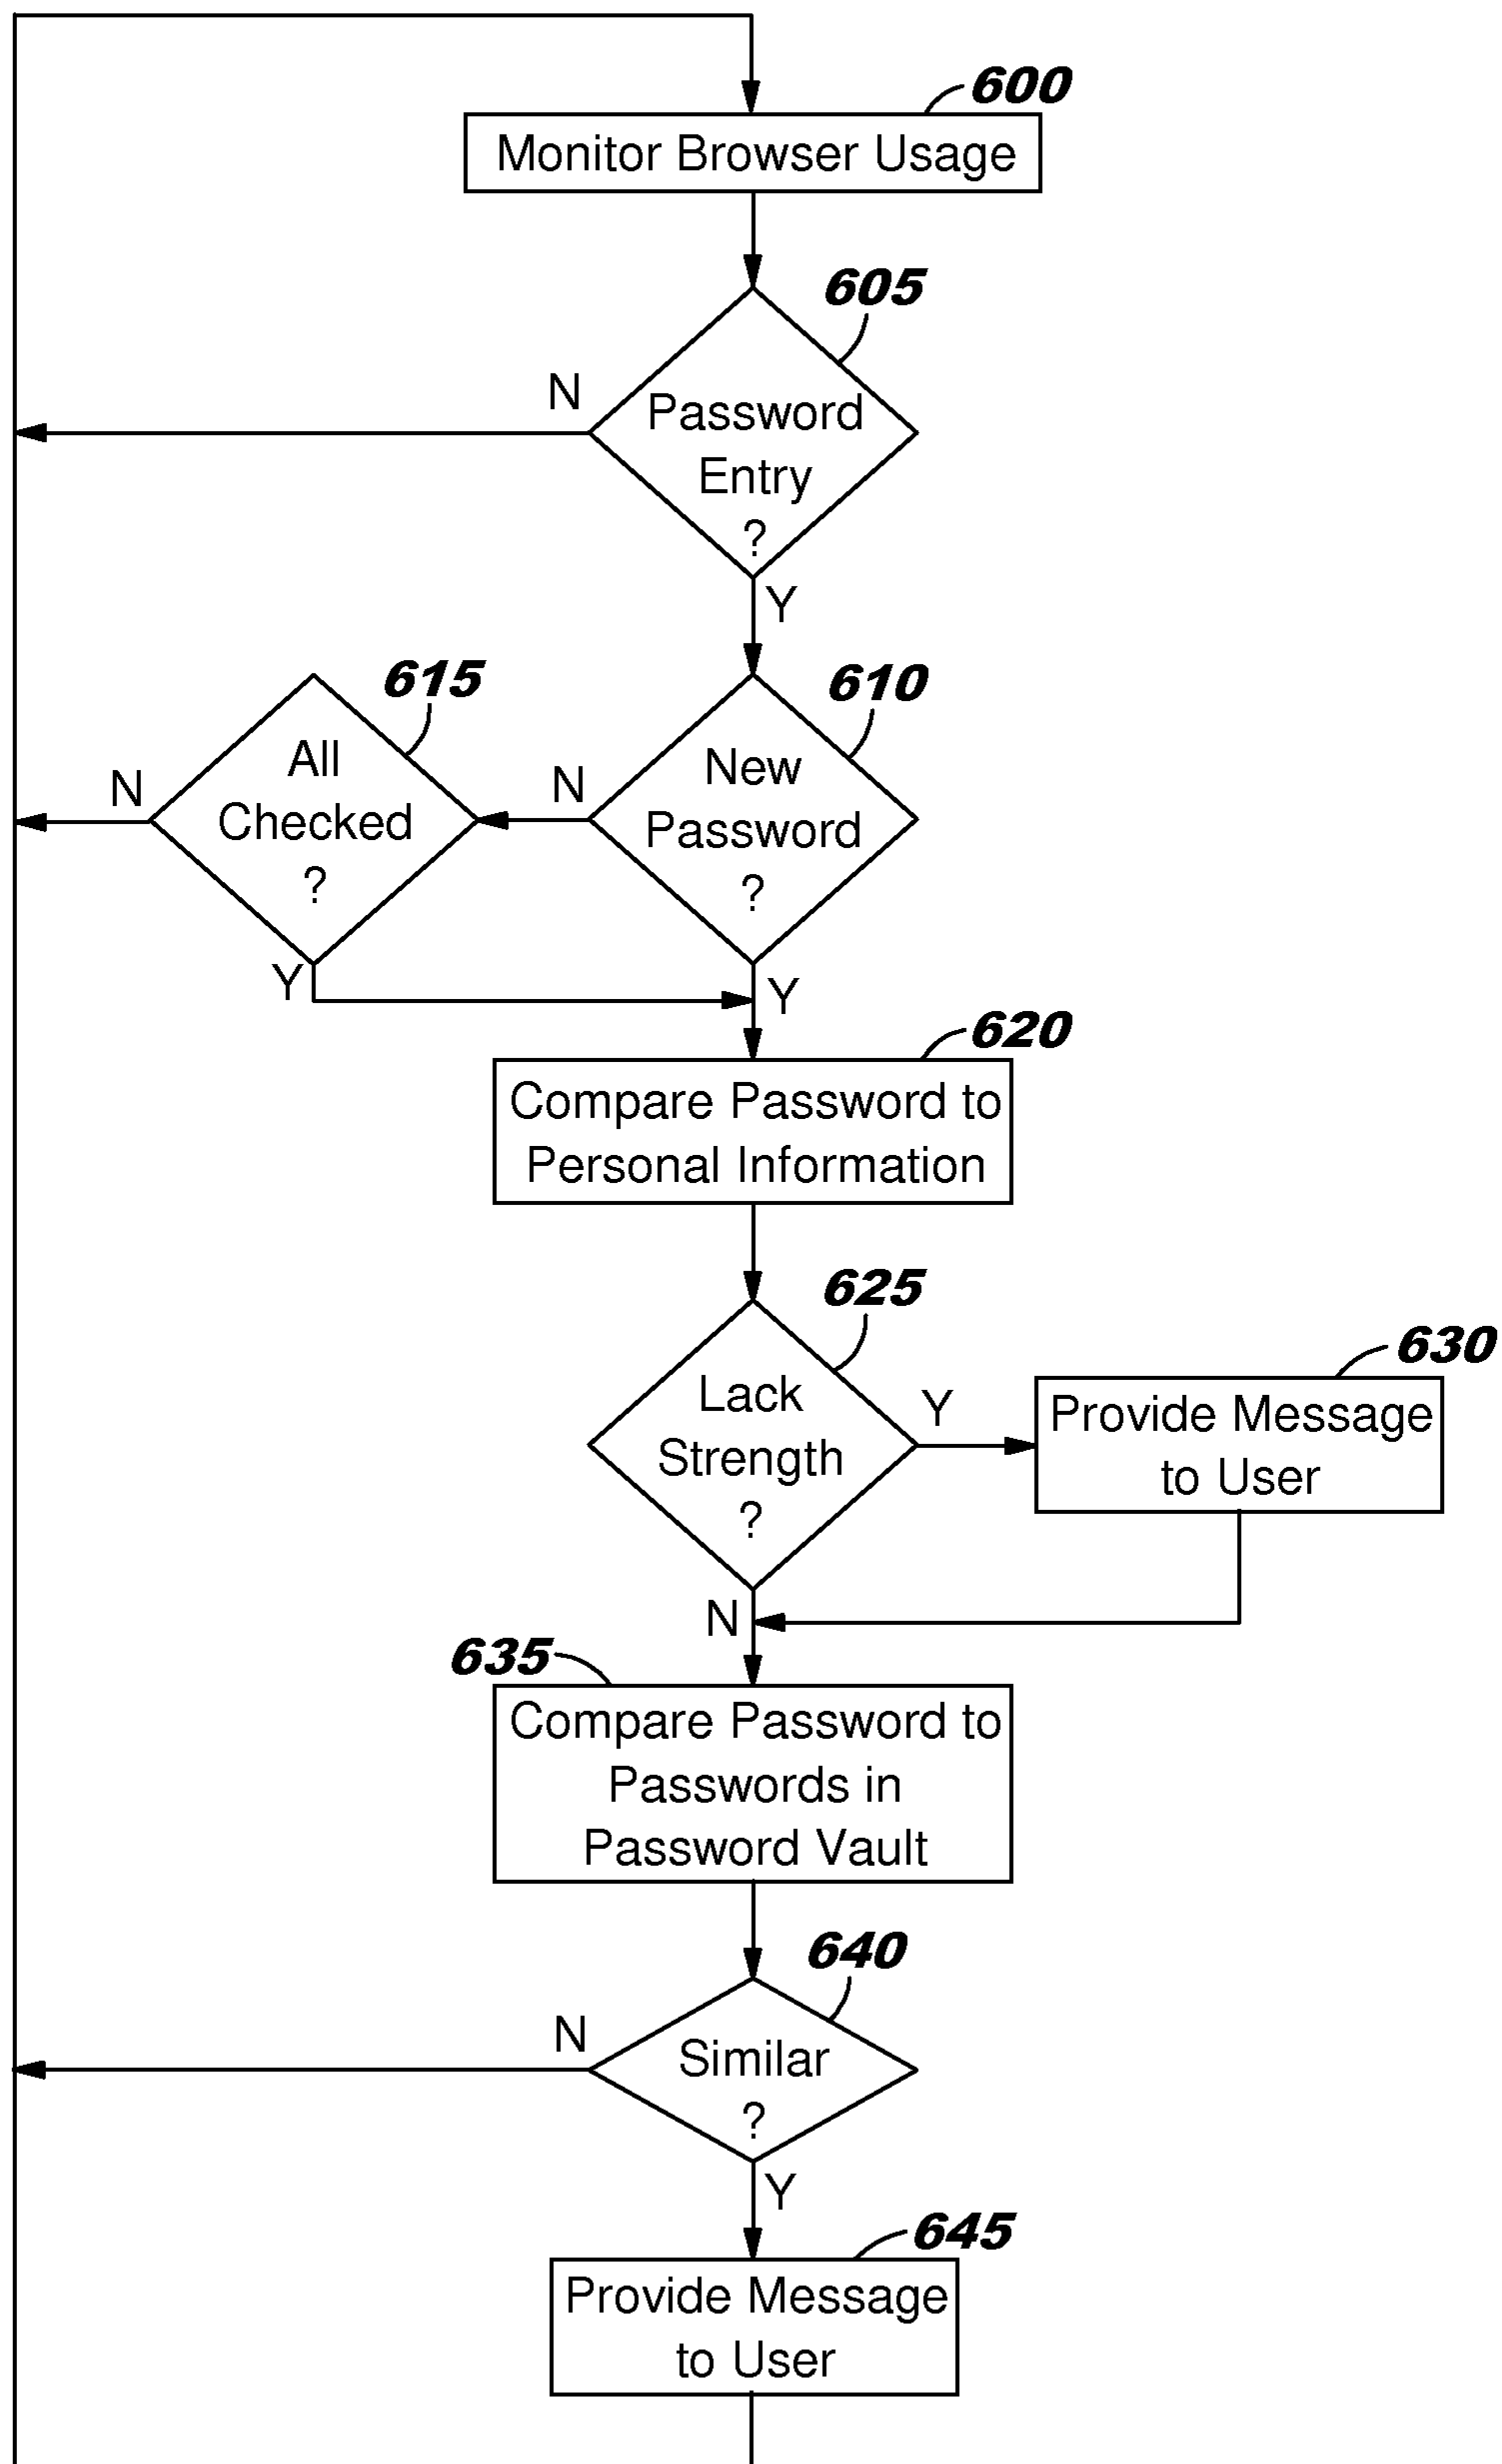 600
Monitor Browser Usage
605
Password
Entry
?
N
Y
615
All
Checked
?
N
Y
610
New
Password
?
N
Y
620
Compare Password to
Personal Information
625
Lack
Strength
?
Y
N
630
Provide Message
to User
635
Compare Password to
Passwords in
Password Vault
640
Similar
?
N
Y
645
Provide Message
to User